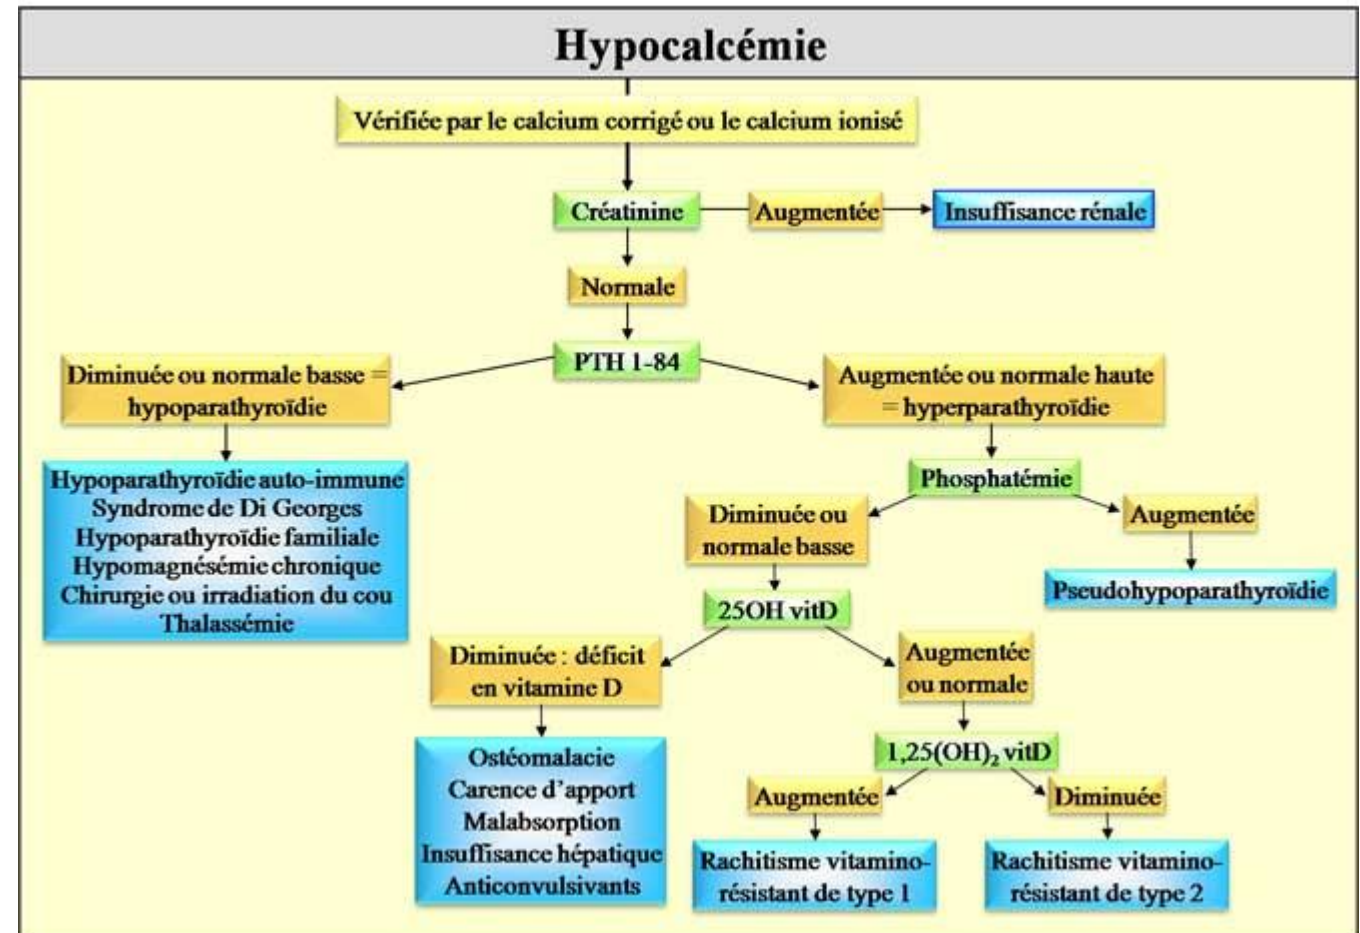 Hypocalcémie
Vérifiée par le calcium corrigé ou le calcium ionisé
Créatinine
Augmentée
Insuffisance rénale
Normale
PTH 1-84
Diminuée ou normale basse =
hypoparathyroïdie
Augmentée ou normale haute
= hyperparathyroïdie
Hypoparathyroïdie auto-immune
Syndrome de Di Georges
Hypoparathyroïdie familiale
Hypomagnésémie chronique
Chirurgie ou irradiation du cou
Thalassémie
Phosphatémie
Diminuée ou
normale basse
Augmentée
Pseudohypoparathyroïdie
25OH vitD
Diminuée : déficit
en vitamine D
Augmentée
ou normale
Ostéomalacie
Carence d'apport
Malabsorption
Insuffisance hépatique
Anticonvulsivants
1,25(OH)₂ vitD
Augmentée
Diminuée
Rachitisme vitamino-
résistant de type 1
Rachitisme vitamino-
résistant de type 2